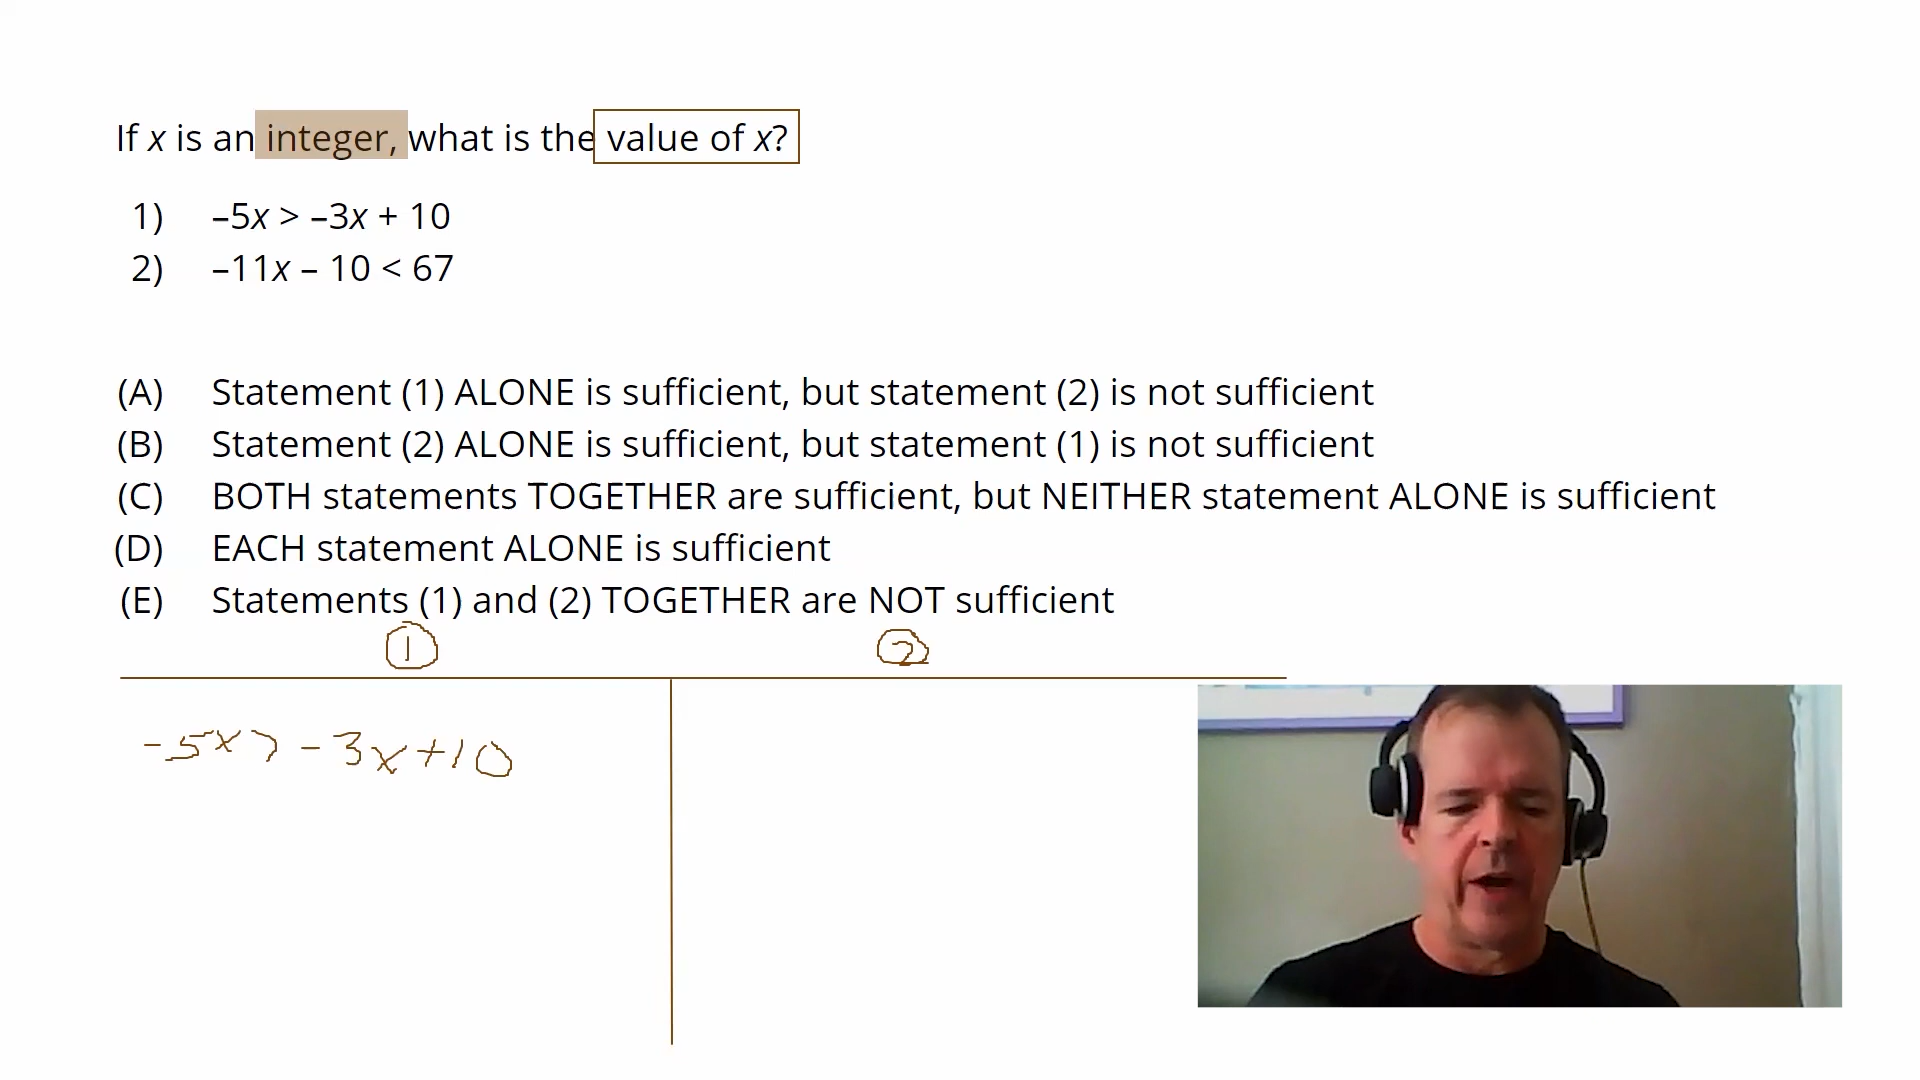 If x is an integer, what is the value of x?
1) –5x > –3x + 10
2) –11x – 10 < 67
(A) Statement (1) ALONE is sufficient, but statement (2) is not sufficient
(B) Statement (2) ALONE is sufficient, but statement (1) is not sufficient
(C) BOTH statements TOGETHER are sufficient, but NEITHER statement ALONE is sufficient
(D) EACH statement ALONE is sufficient
(E) Statements (1) and (2) TOGETHER are NOT sufficient
① ②
-5x > -3x+10